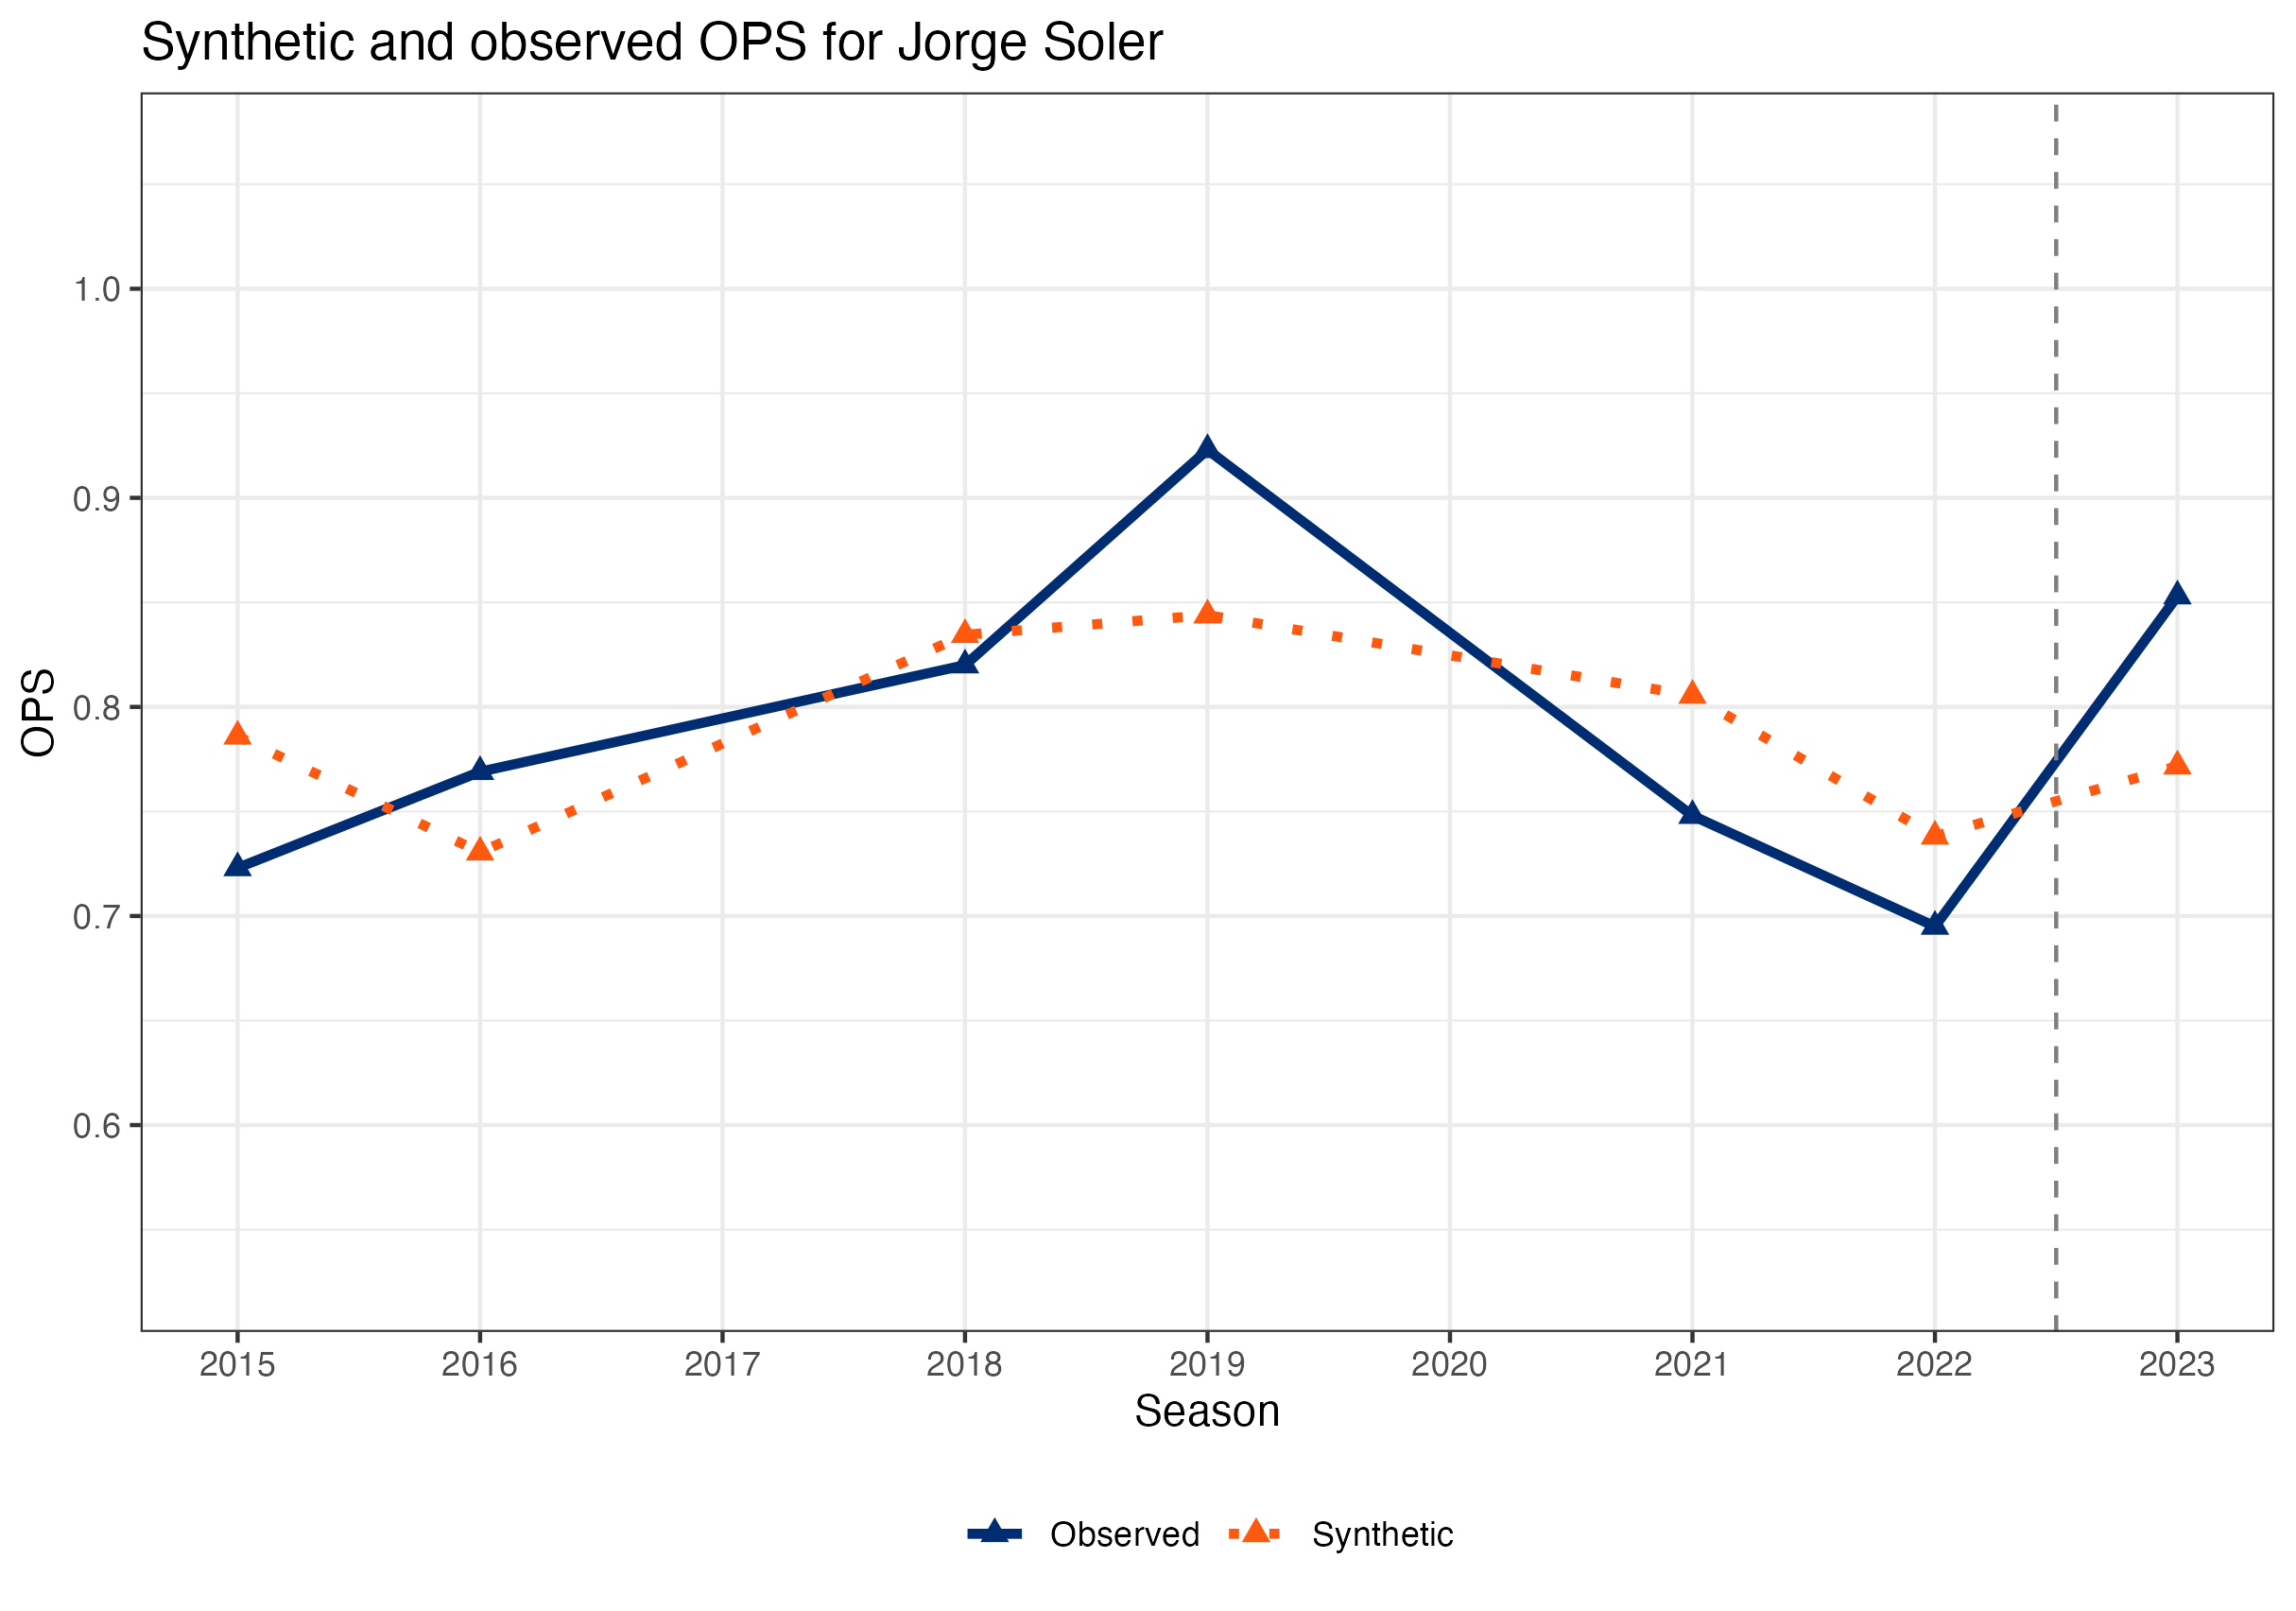 Synthetic and observed OPS for Jorge Soler
1.0
0.9
0.8
0.7
0.6
OPS
2015 2016 2017 2018 2019 2020 2021 2022 2023
Season
Observed Synthetic